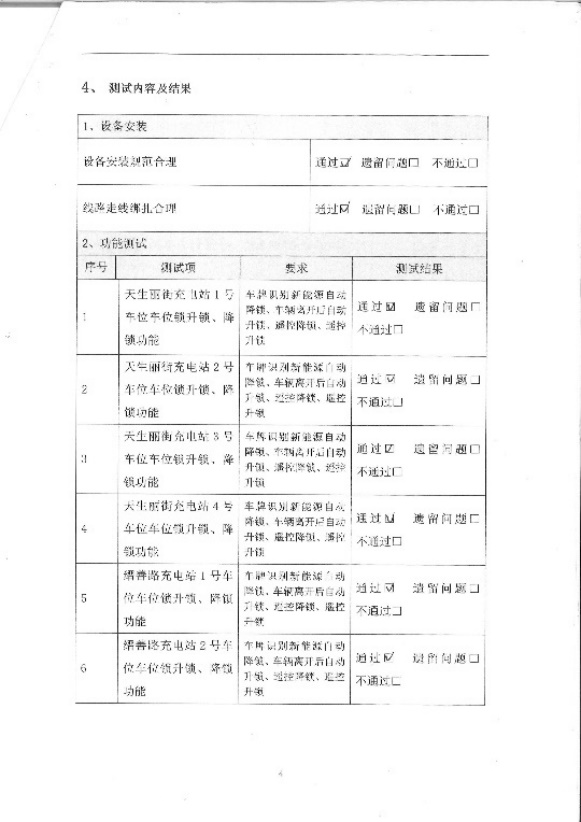 4、 测试内容及结果
1、设备安装
设备安装规范合理 通过☑ 遗留问题☐ 不通过☐
线路走线绑扎合理 通过☑ 遗留问题☐ 不通过☐
2、功能测试
序号 测试项 要求 测试结果
1
天生丽街充电站 1 号
车位车位锁升锁、降
锁功能
车牌识别新能源自动
降锁、车辆离开后自动
升锁、遥控降锁、遥控
升锁
通过☑ 遗留问题☐
不通过☐
2
天生丽街充电站 2 号
车位车位锁升锁、降
锁功能
车牌识别新能源自动
降锁、车辆离开后自动
升锁、遥控降锁、遥控
升锁
通过☑ 遗留问题☐
不通过☐
3
天生丽街充电站 3 号
车位车位锁升锁、降
锁功能
车牌识别新能源自动
降锁、车辆离开后自动
升锁、遥控降锁、遥控
升锁
通过☑ 遗留问题☐
不通过☐
4
天生丽街充电站 4 号
车位车位锁升锁、降
锁功能
车牌识别新能源自动
降锁、车辆离开后自动
升锁、遥控降锁、遥控
升锁
通过☑ 遗留问题☐
不通过☐
5
缙善路充电站 1 号车
位车位锁升锁、降锁
功能
车牌识别新能源自动
降锁、车辆离开后自动
升锁、遥控降锁、遥控
升锁
通过☑ 遗留问题☐
不通过☐
6
缙善路充电站 2 号车
位车位锁升锁、降锁
功能
车牌识别新能源自动
降锁、车辆离开后自动
升锁、遥控降锁、遥控
升锁
通过☑ 遗留问题☐
不通过☐
4